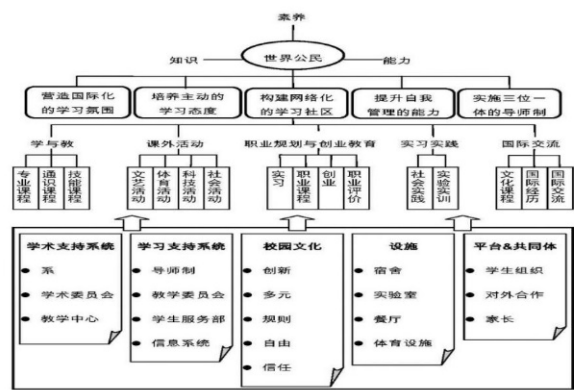 素养
知识
世界公民
能力
营造国际化
的学习氛围
培养主动的
学习态度
构建网络化
的学习社区
提升自我
管理的能力
实施三位一
体的导师制
学与教
课外活动
职业规划与创业教育
实习实践
国际交流
专业课程
通识课程
技能课程
文艺活动
体育活动
科技活动
社会活动
实习
职业课程
创业
职业评价
社会实践
实验实训
文化课程
国际经历
国际交流
学术支持系统
● 系
● 学术委员会
● 教学中心
学习支持系统
● 导师制
● 教学委员会
● 学生服务部
● 信息系统
校园文化
● 创新
● 多元
● 规则
● 自由
● 信任
设施
● 宿舍
● 实验室
● 餐厅
● 体育设施
平台&共同体
● 学生组织
● 对外合作
● 家长